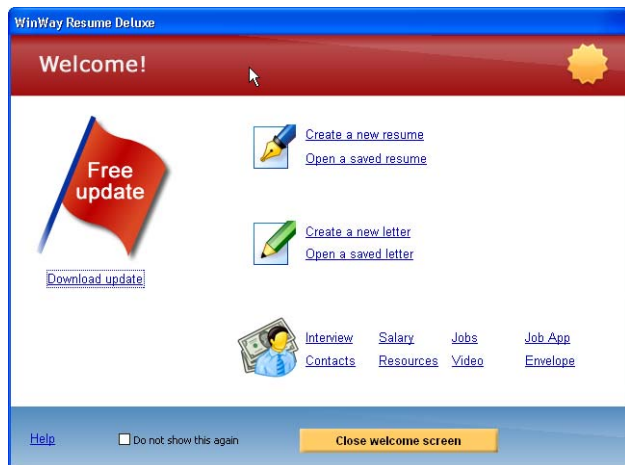 WinWay Resume Deluxe
Welcome!
Free
update
Download update
Create a new resume
Open a saved resume
Create a new letter
Open a saved letter
Interview Salary Jobs Job App
Contacts Resources Video Envelope
Help Do not show this again Close welcome screen